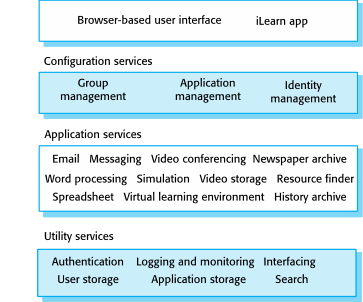 Browser-based user interface iLearn app
Configuration services
Group management Application management Identity management
Application services
Email Messaging Video conferencing Newspaper archive
Word processing Simulation Video storage Resource finder
Spreadsheet Virtual learning environment History archive
Utility services
Authentication Logging and monitoring Interfacing
User storage Application storage Search